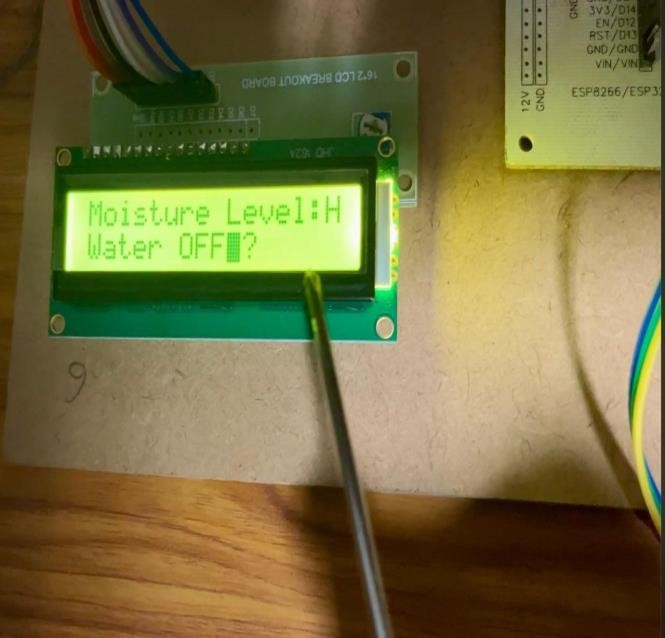 3V3/D14
EN/D12
RST/D13
GND/GND
VIN/VIN
12V
GND
ESP8266/ESP32
16*2 LCD BREAKOUT BOARD
JHD 162A
Moisture Level:H
Water OFF█?
9